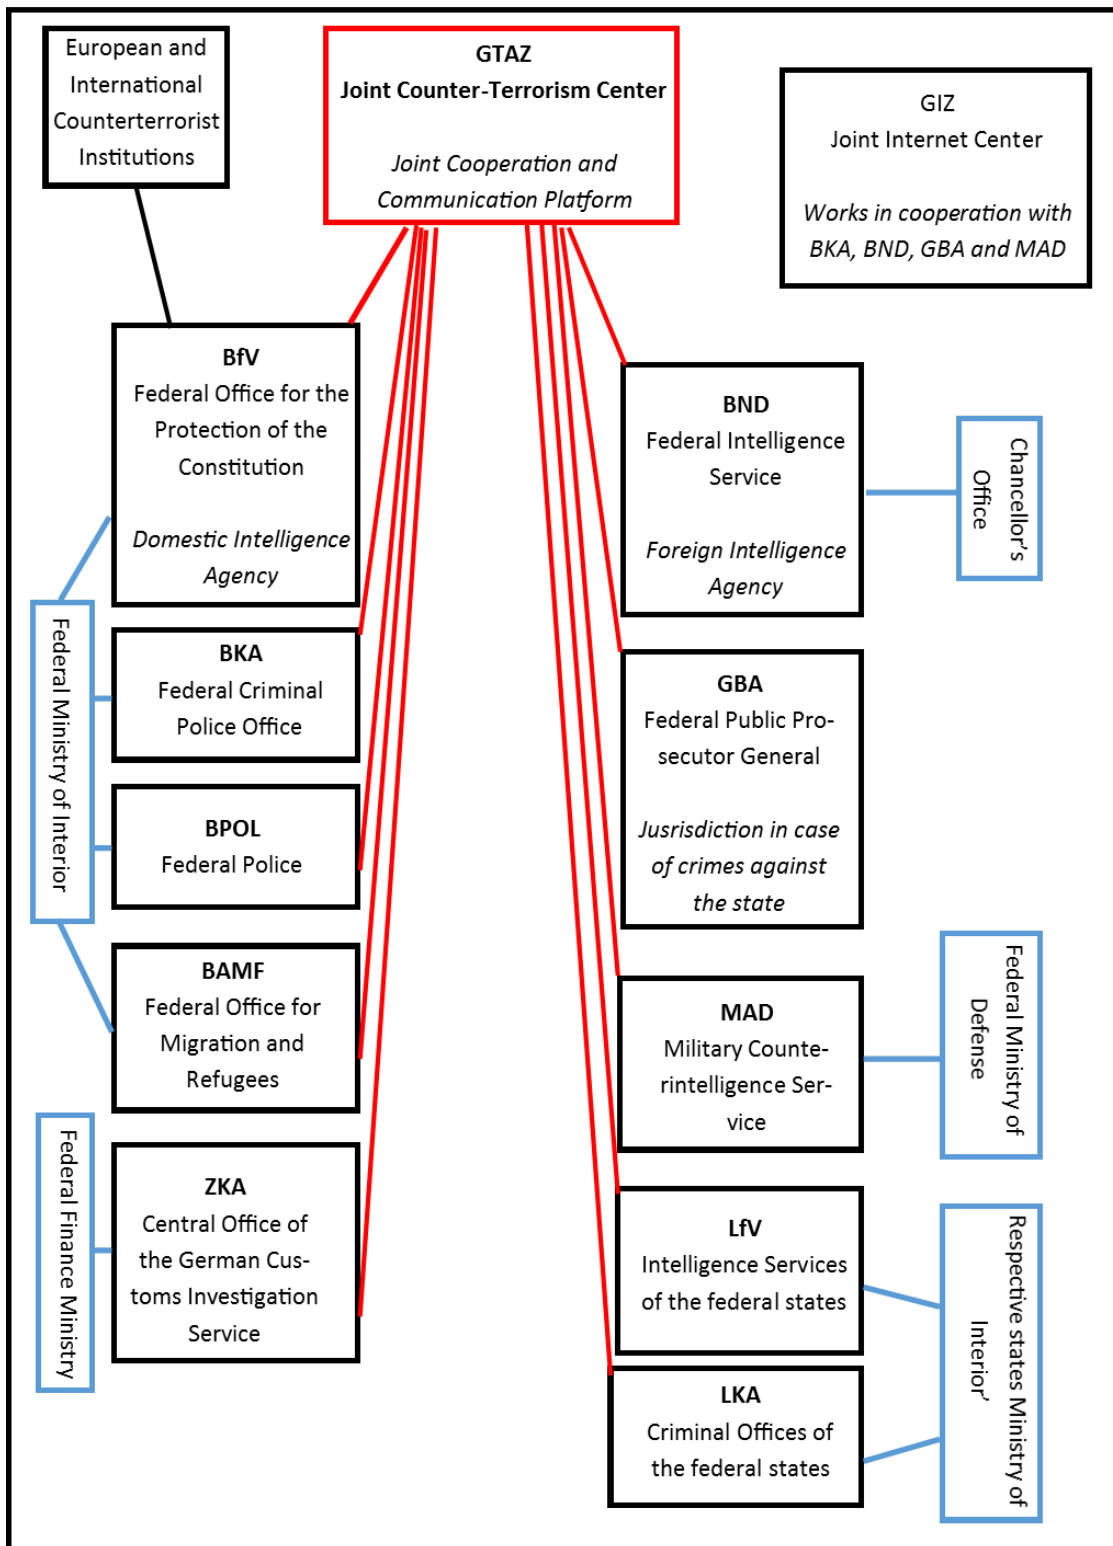 European and
International
Counterterrorist
Institutions
GTAZ
Joint Counter-Terrorism Center
Joint Cooperation and
Communication Platform
GIZ
Joint Internet Center
Works in cooperation with
BKA, BND, GBA and MAD
BfV
Federal Office for the
Protection of the
Constitution
Domestic Intelligence
Agency
BKA
Federal Criminal
Police Office
BPOL
Federal Police
BAMF
Federal Office for
Migration and
Refugees
Federal Ministry of Interior
ZKA
Central Office of
the German Cus-
toms Investigation
Service
Federal Finance Ministry
BND
Federal Intelligence
Service
Foreign Intelligence
Agency
Chancellor's
Office
GBA
Federal Public Pro-
secutor General
Jusrisdiction in case
of crimes against
the state
MAD
Military Counte-
rintelligence Ser-
vice
Federal Ministry of
Defense
LfV
Intelligence Services
of the federal states
LKA
Criminal Offices of
the federal states
Respective states Ministry of
Interior'